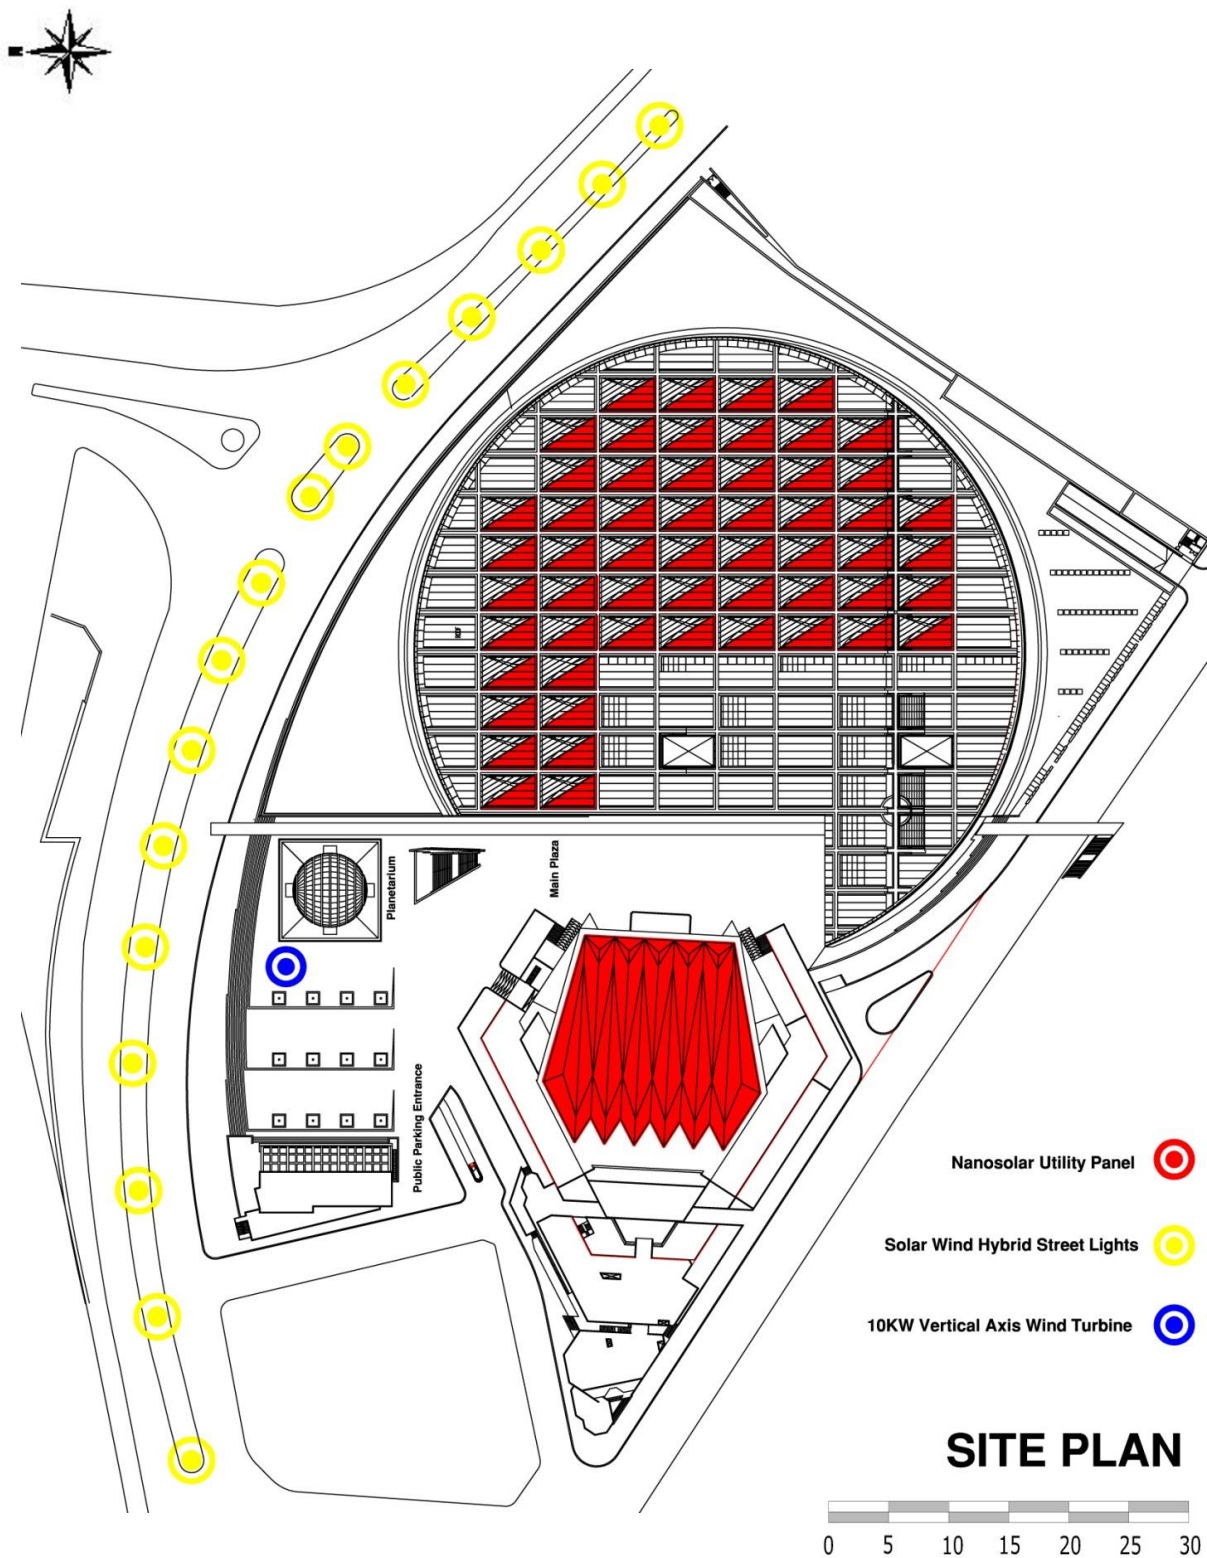 N
Planetarium
Main Plaza
Public Parking Entrance
Nanosolar Utility Panel
Solar Wind Hybrid Street Lights
10KW Vertical Axis Wind Turbine
SITE PLAN
0 5 10 15 20 25 30